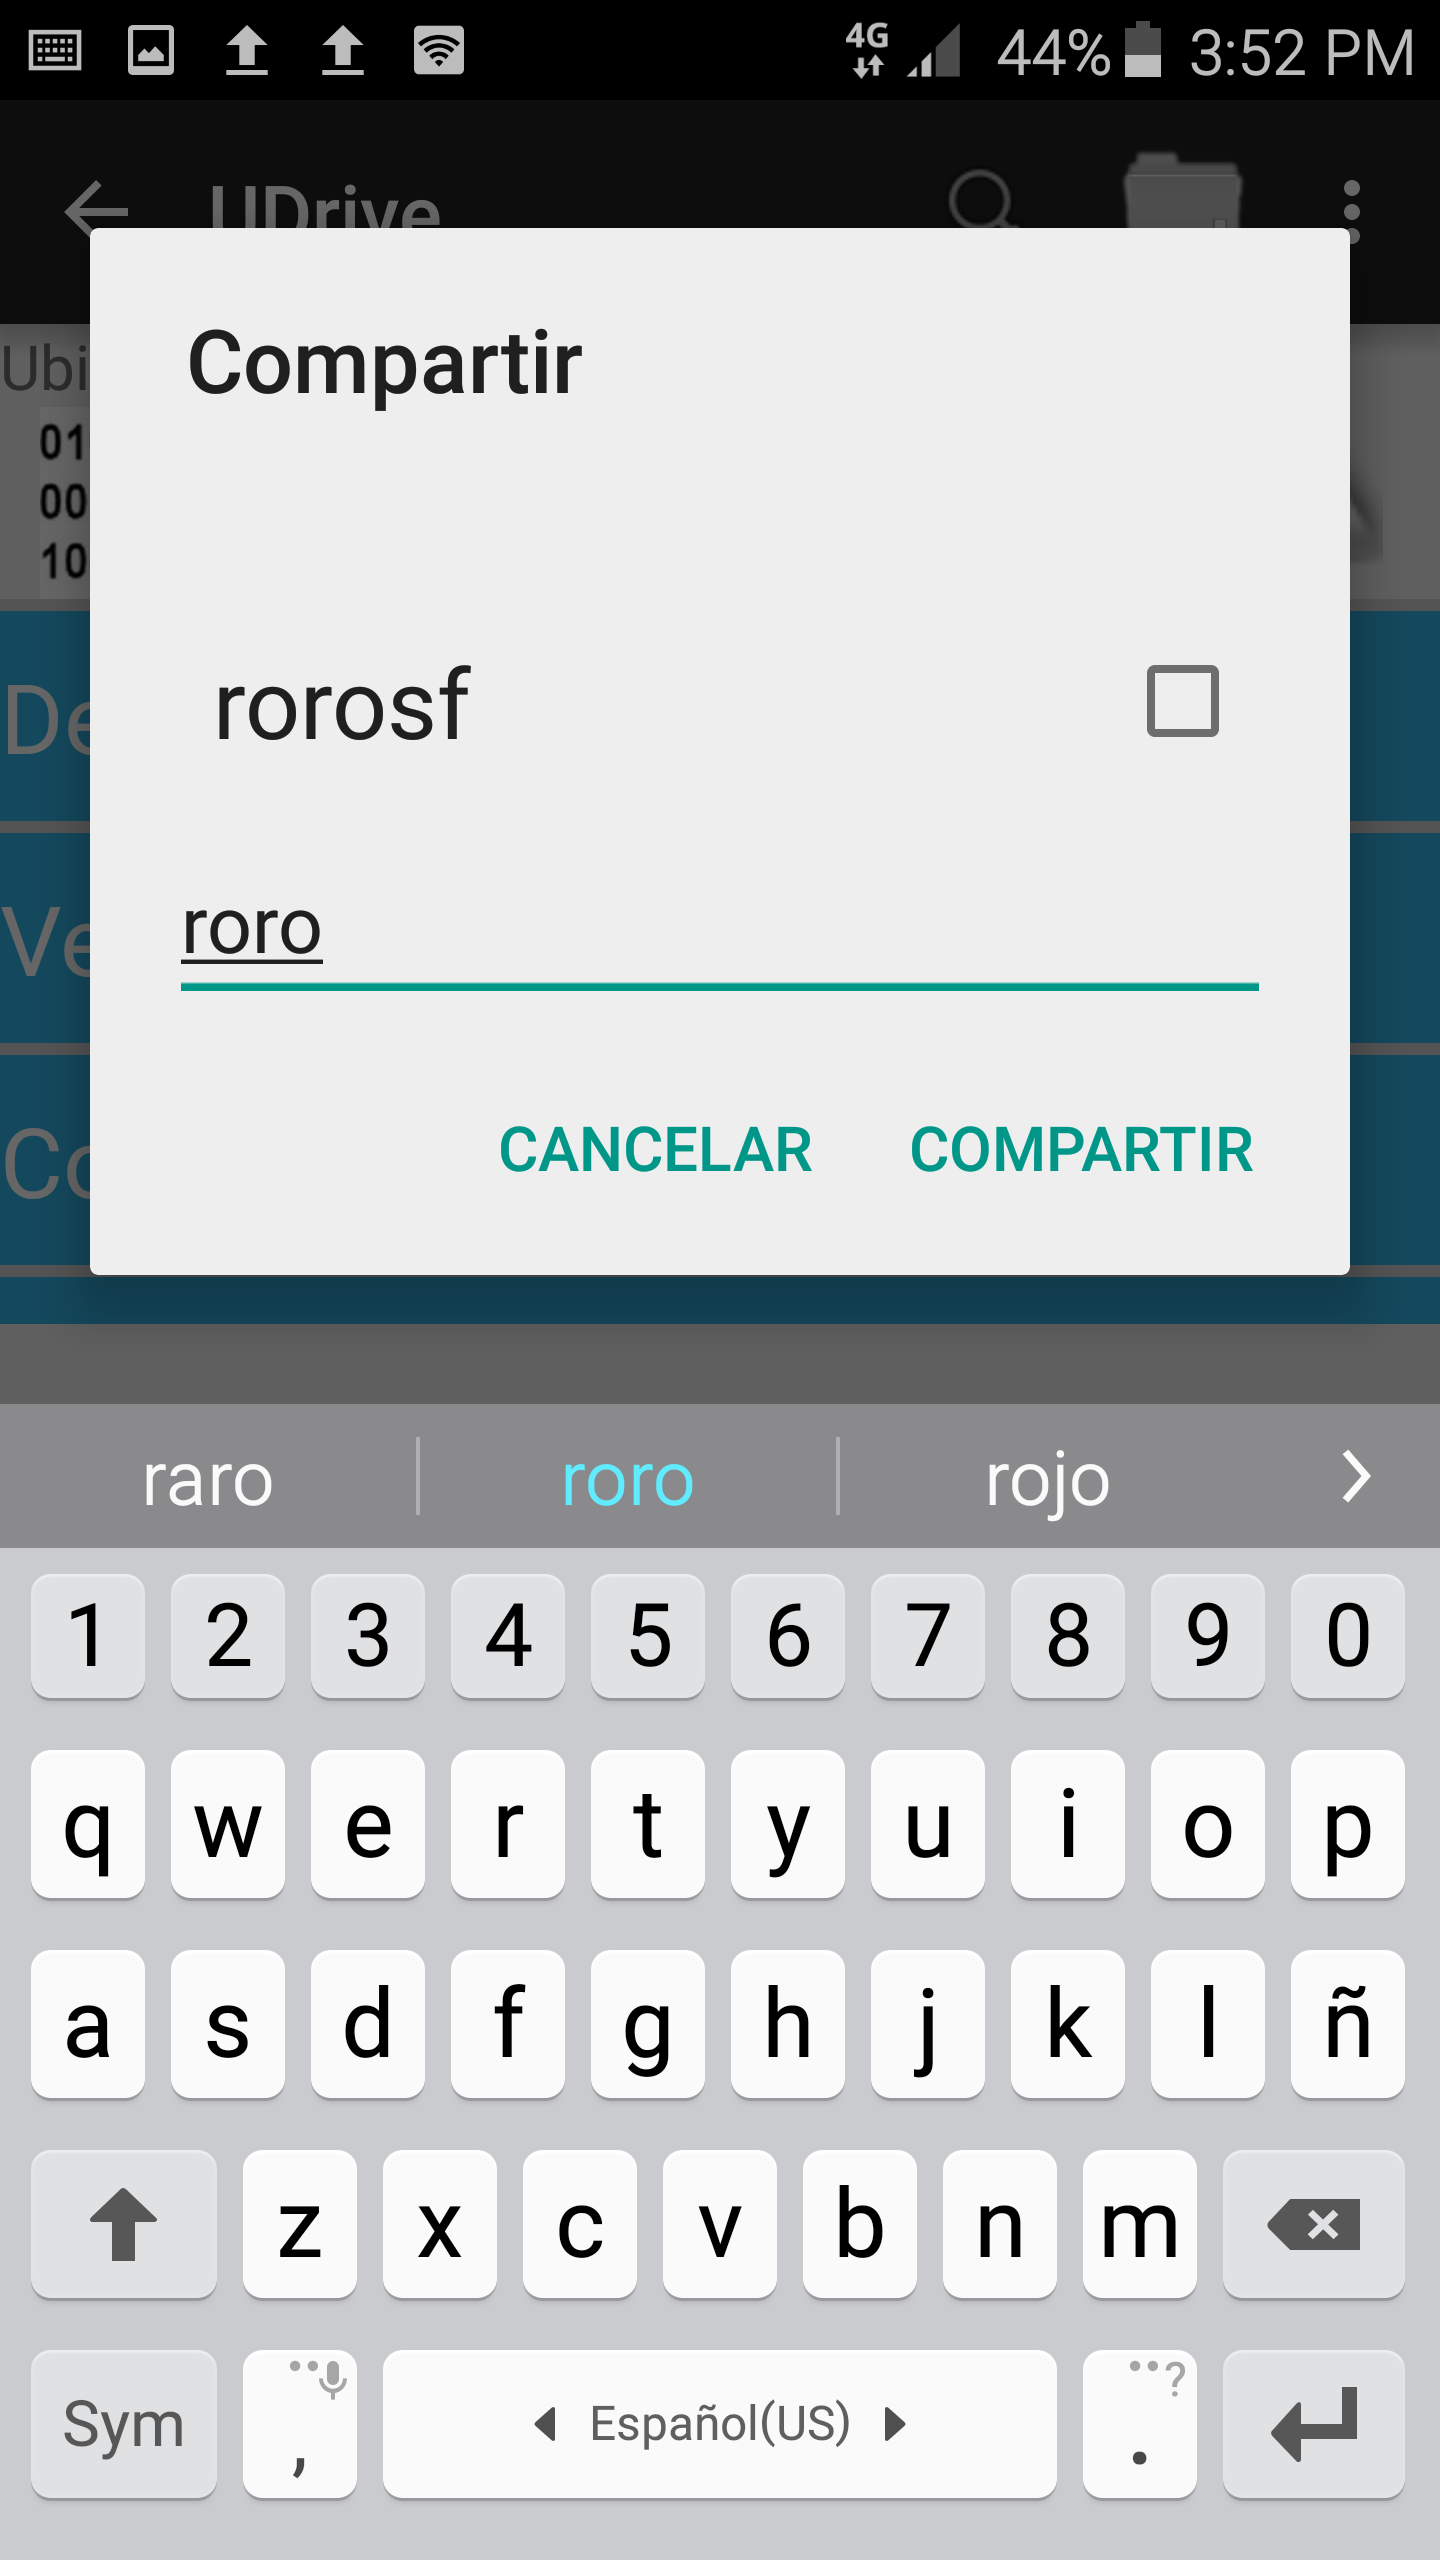 4G 44% 3:52 PM
UDrive
Compartir
Ubi
01
00
10
rorosf
De
Ve
roro
Co
CANCELAR COMPARTIR
raro roro rojo
1 2 3 4 5 6 7 8 9 0
q w e r t y u i o p
a s d f g h j k l ñ
z x c v b n m
Sym , Español(US) . ?